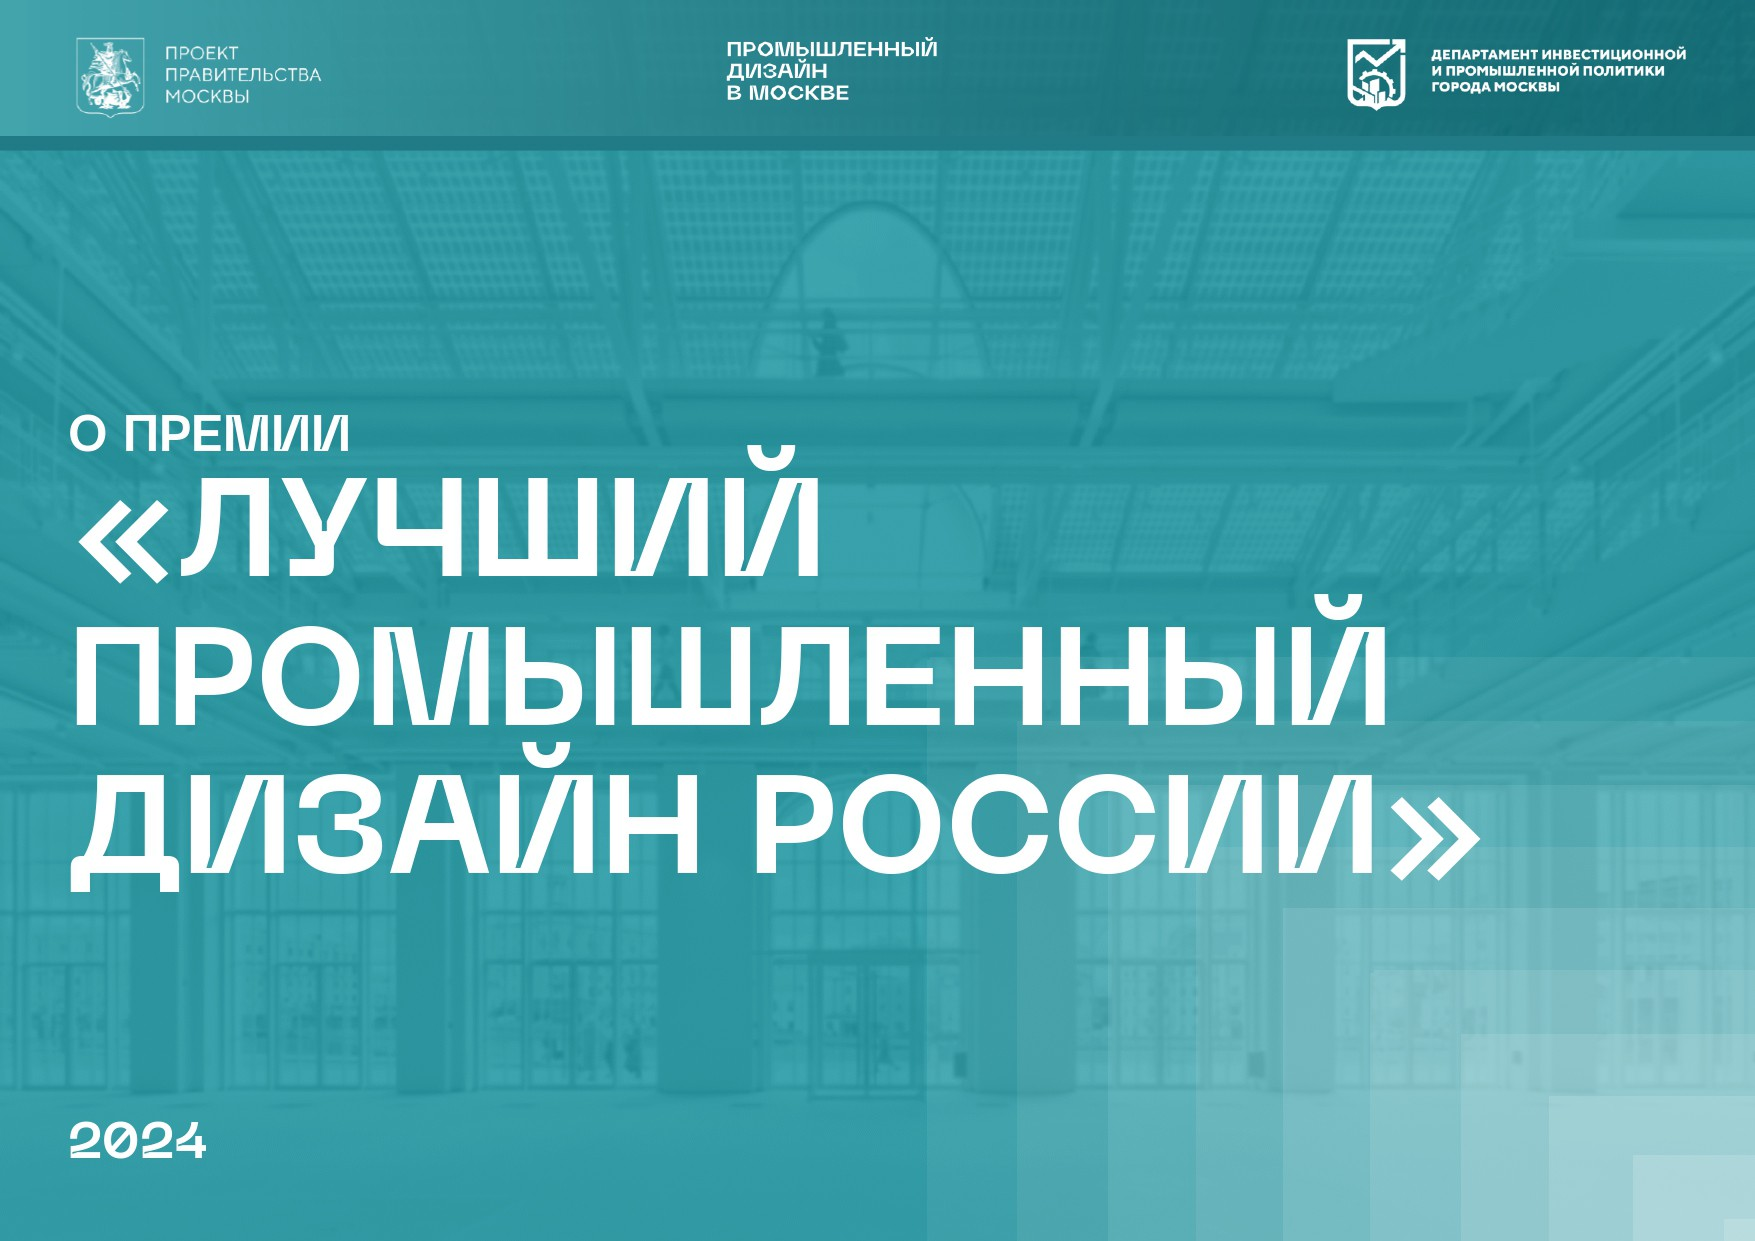 ПРОЕКТ
ПРАВИТЕЛЬСТВА
МОСКВЫ
ПРОМЫШЛЕННЫЙ
ДИЗАЙН
В МОСКВЕ
ДЕПАРТАМЕНТ ИНВЕСТИЦИОННОЙ
И ПРОМЫШЛЕННОЙ ПОЛИТИКИ
ГОРОДА МОСКВЫ
О ПРЕМИИ
«ЛУЧШИЙ
ПРОМЫШЛЕННЫЙ
ДИЗАЙН РОССИИ»
2024